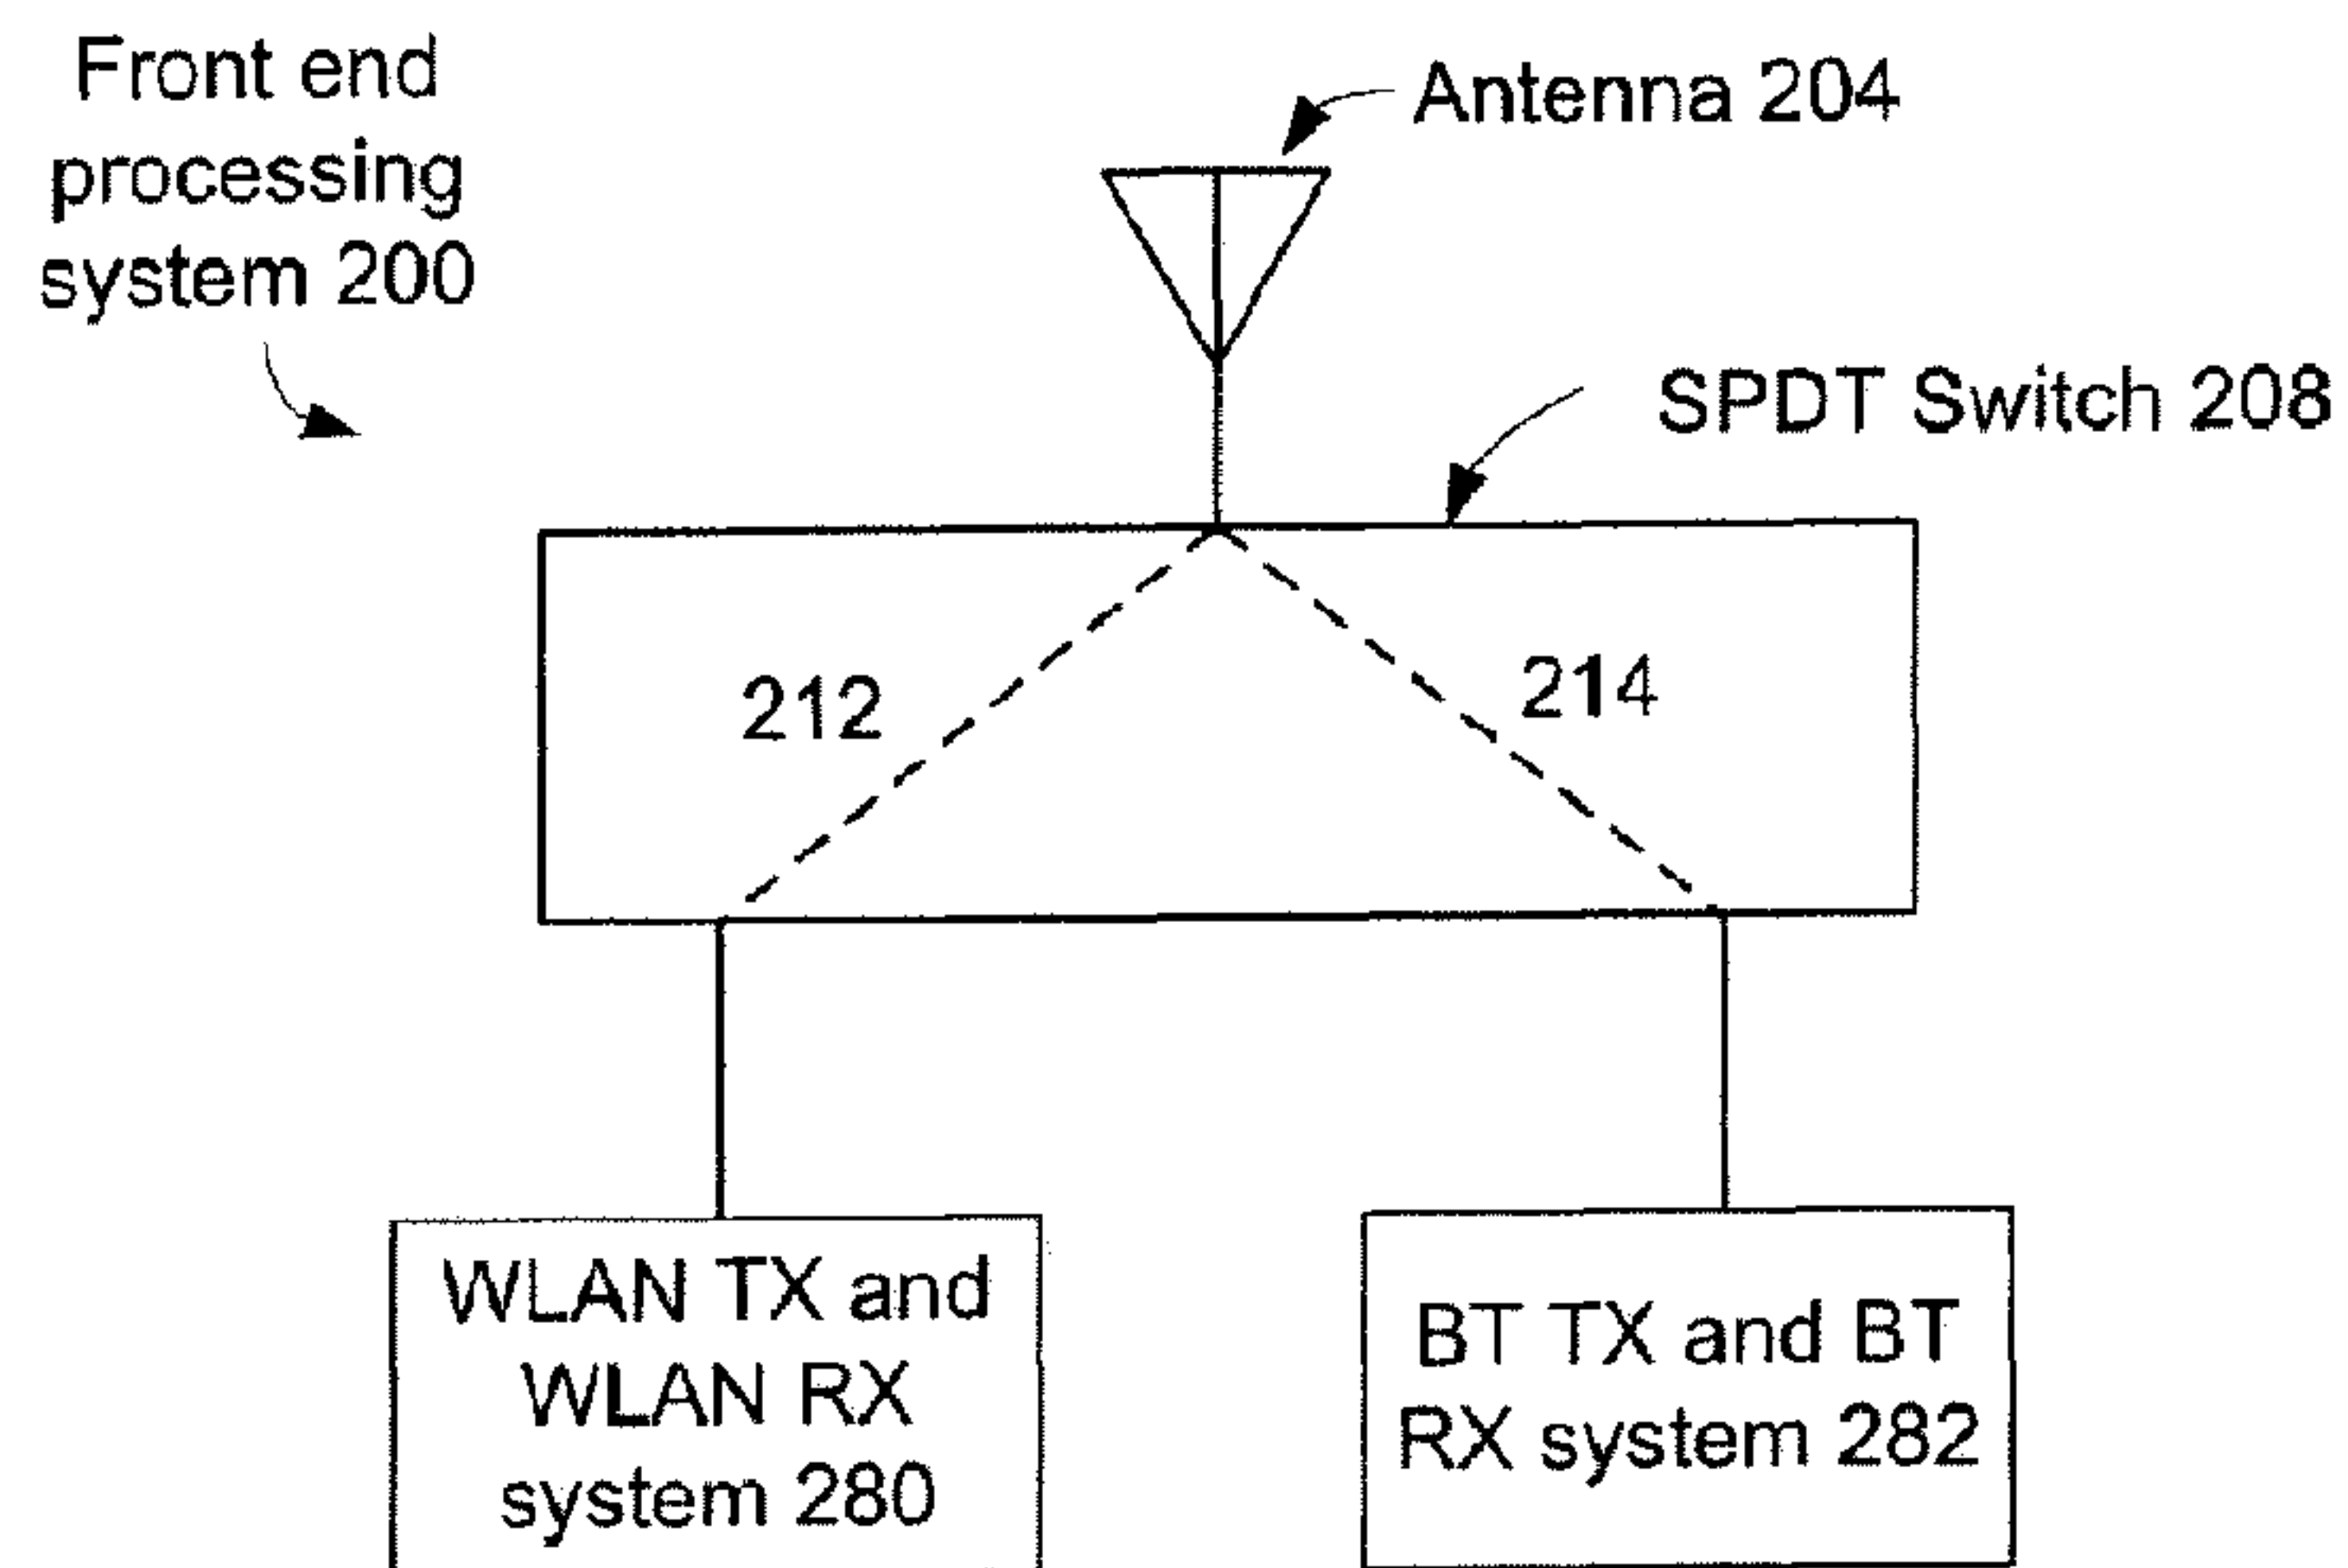 Front end
processing
system 200
Antenna 204
SPDT Switch 208
212
214
WLAN TX and
WLAN RX
system 280
BT TX and BT
RX system 282